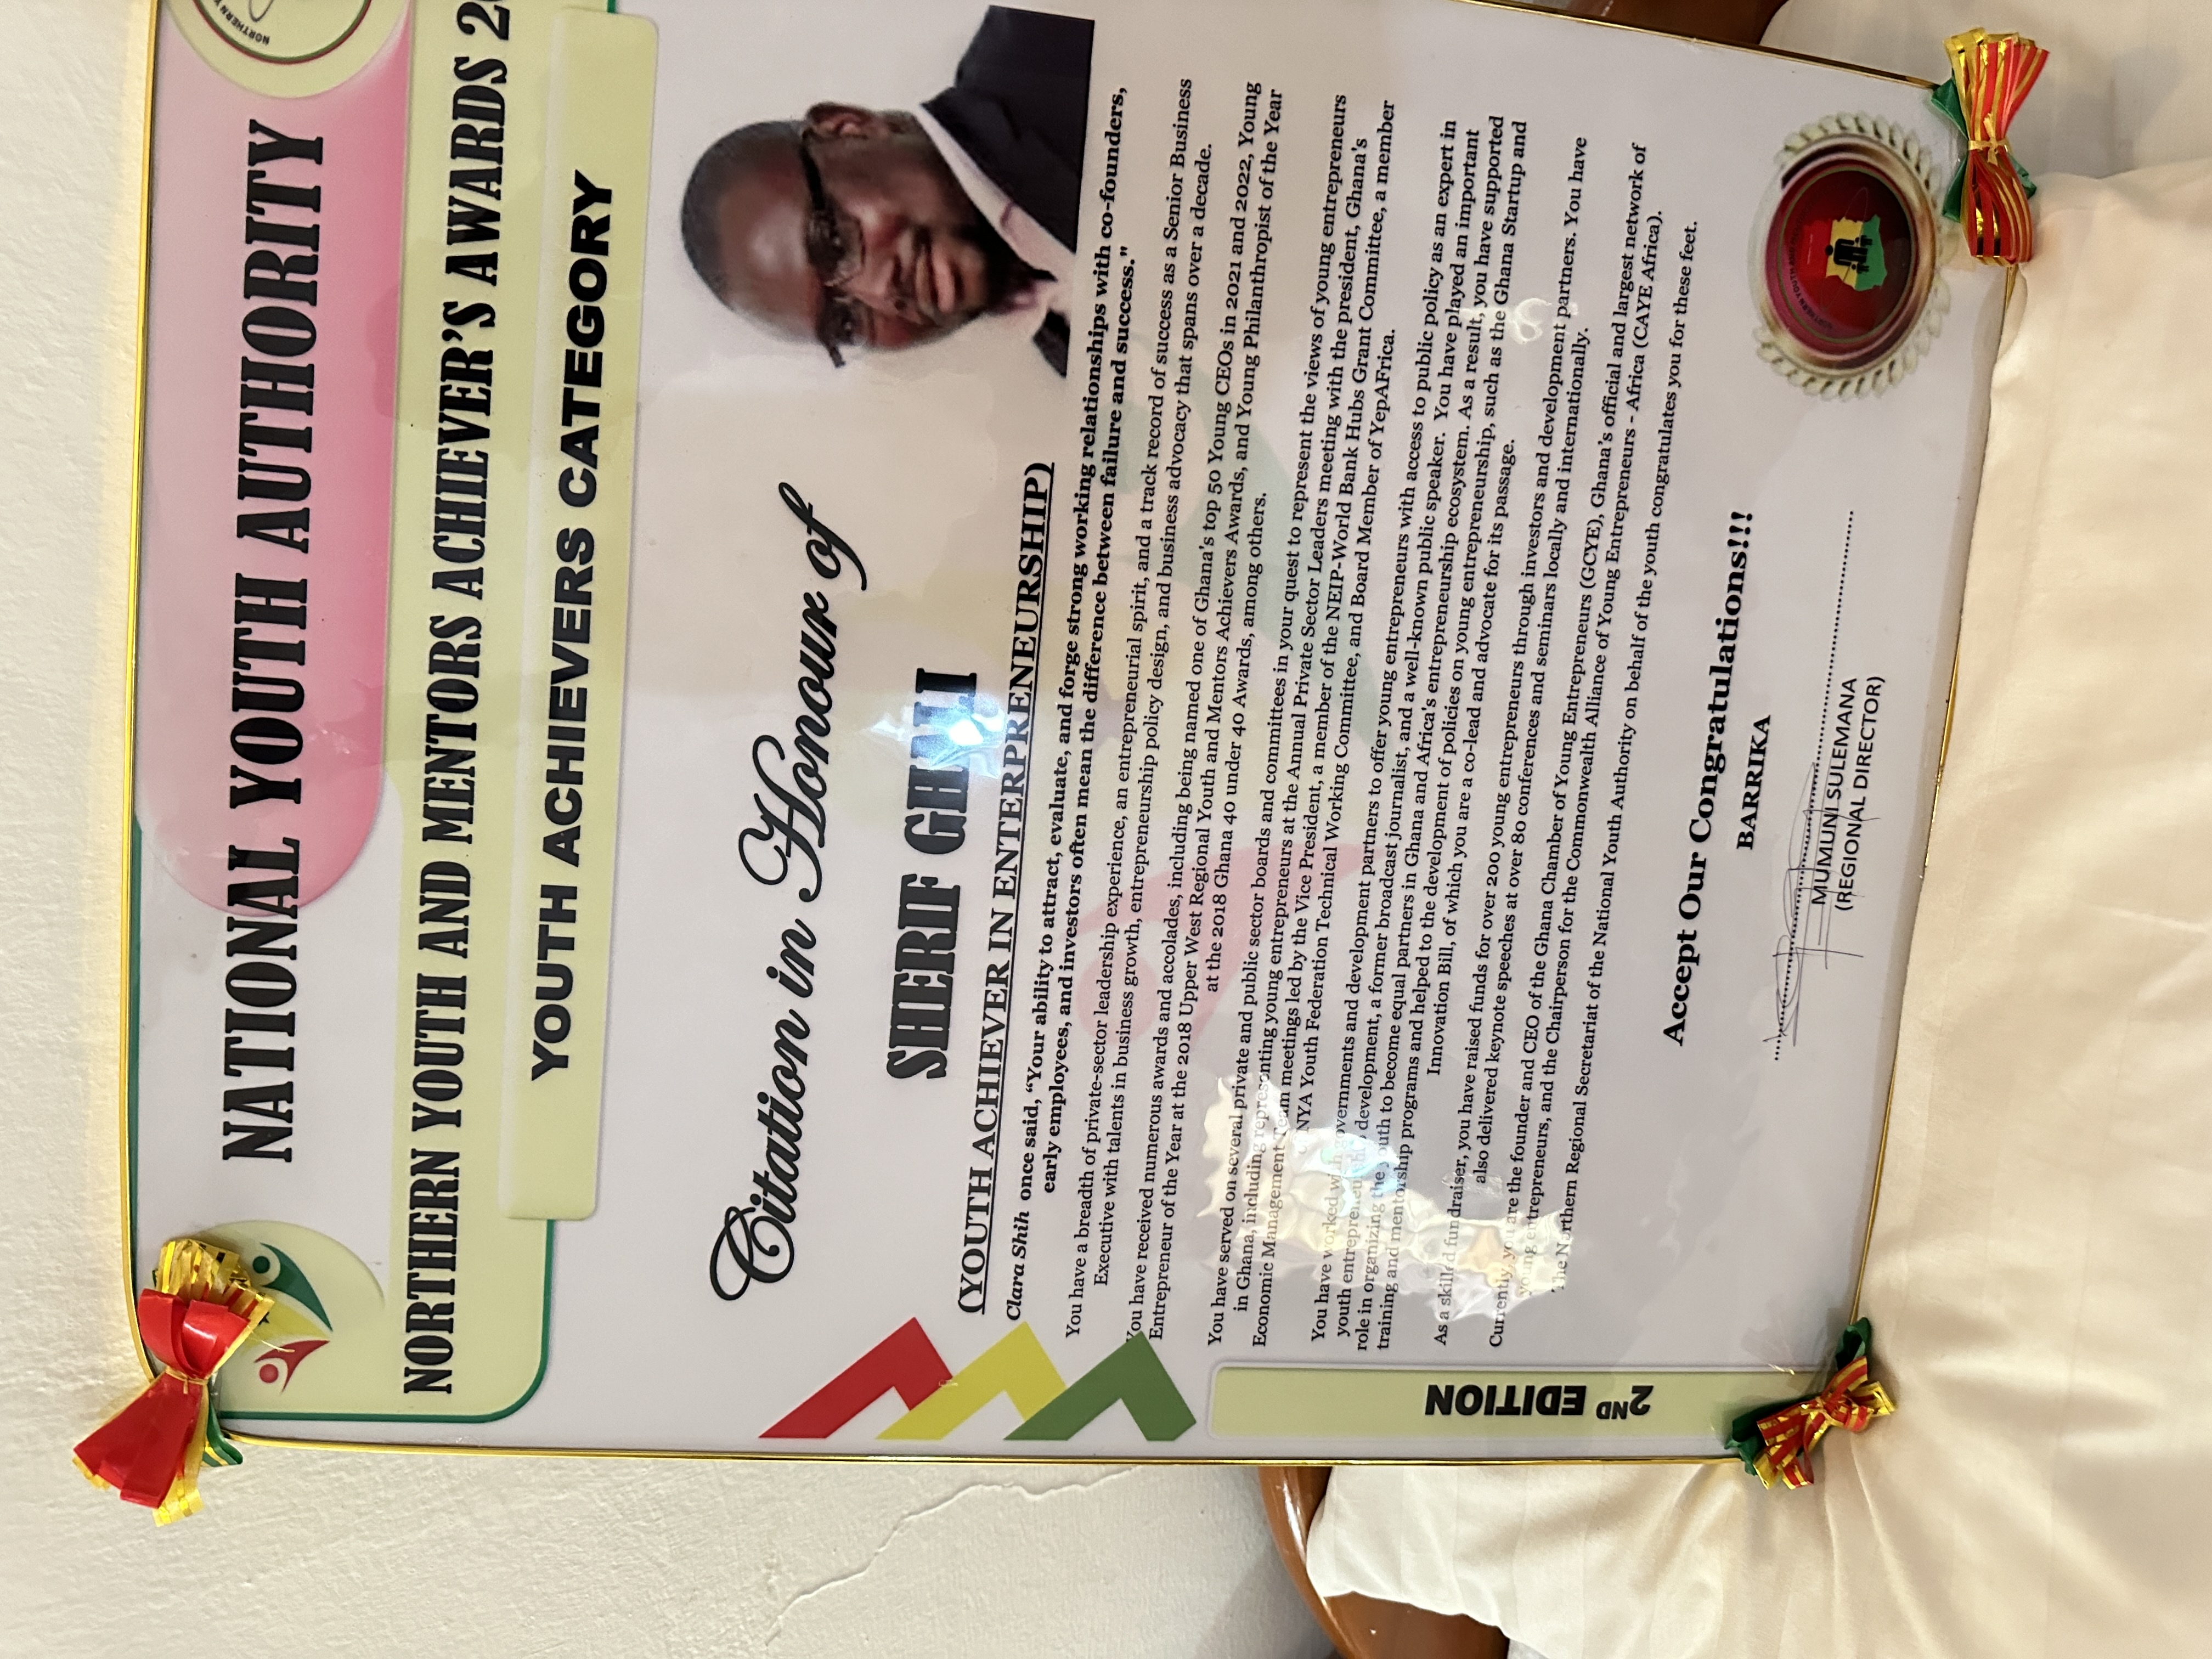 NATIONAL YOUTH AUTHORITY
NORTHERN
NORTHERN YOUTH AND MENTORS ACHIEVER'S AWARDS
YOUTH ACHIEVERS CATEGORY
Citation in Honour of
SHERIF GHALI
(YOUTH ACHIEVER IN ENTERPRENEURSHIP)
Clara Shih once said, "Your ability to attract, evaluate, and forge strong working relationships with co-founders,
early employees, and investors often mean the difference between failure and success."
You have a breadth of private-sector leadership experience, an entrepreneurial spirit, and a track record of success as a Senior Business
Executive with talents in business growth, entrepreneurship policy design, and business advocacy that spans over a decade.
You have received numerous awards and accolades, including being named one of Ghana's top 50 Young CEOs in 2021 and 2022, Young
Entrepreneur of the Year at the 2018 Upper West Regional Youth and Mentors Achievers Awards, and Young Philanthropist of the Year
at the 2018 Ghana 40 under 40 Awards, among others.
You have served on several private and public sector boards and committees in your quest to represent the views of young entrepreneurs
in Ghana, including representing young entrepreneurs at the Annual Private Sector Leaders meeting with the president, Ghana's
Economic Management Team meetings led by the Vice President, a member of the NEIP-World Bank Hubs Grant Committee, a member
NYA Youth Federation Technical Working Committee, and Board Member of YepAFrica.
You have worked with governments and development partners to offer young entrepreneurs with access to public policy as an expert in
youth entrepreneurship development, a former broadcast journalist, and a well-known public speaker. You have played an important
role in organizing the youth to become equal partners in Ghana and Africa's entrepreneurship ecosystem. As a result, you have supported
training and mentorship programs and helped to the development of policies on young entrepreneurship, such as the Ghana Startup and
Innovation Bill, of which you are a co-lead and advocate for its passage.
As a skilled fundraiser, you have raised funds for over 200 young entrepreneurs through investors and development partners. You have
also delivered keynote speeches at over 80 conferences and seminars locally and internationally.
Currently, you are the founder and CEO of the Ghana Chamber of Young Entrepreneurs (GCYE), Ghana's official and largest network of
young entrepreneurs, and the Chairperson for the Commonwealth Alliance of Young Entrepreneurs - Africa (CAYE Africa).
The Northern Regional Secretariat of the National Youth Authority on behalf of the youth congratulates you for these feet.
Accept Our Congratulations!!!
BARRIKA
MUMUNI SULEMANA
(REGIONAL DIRECTOR)
2ND EDITION